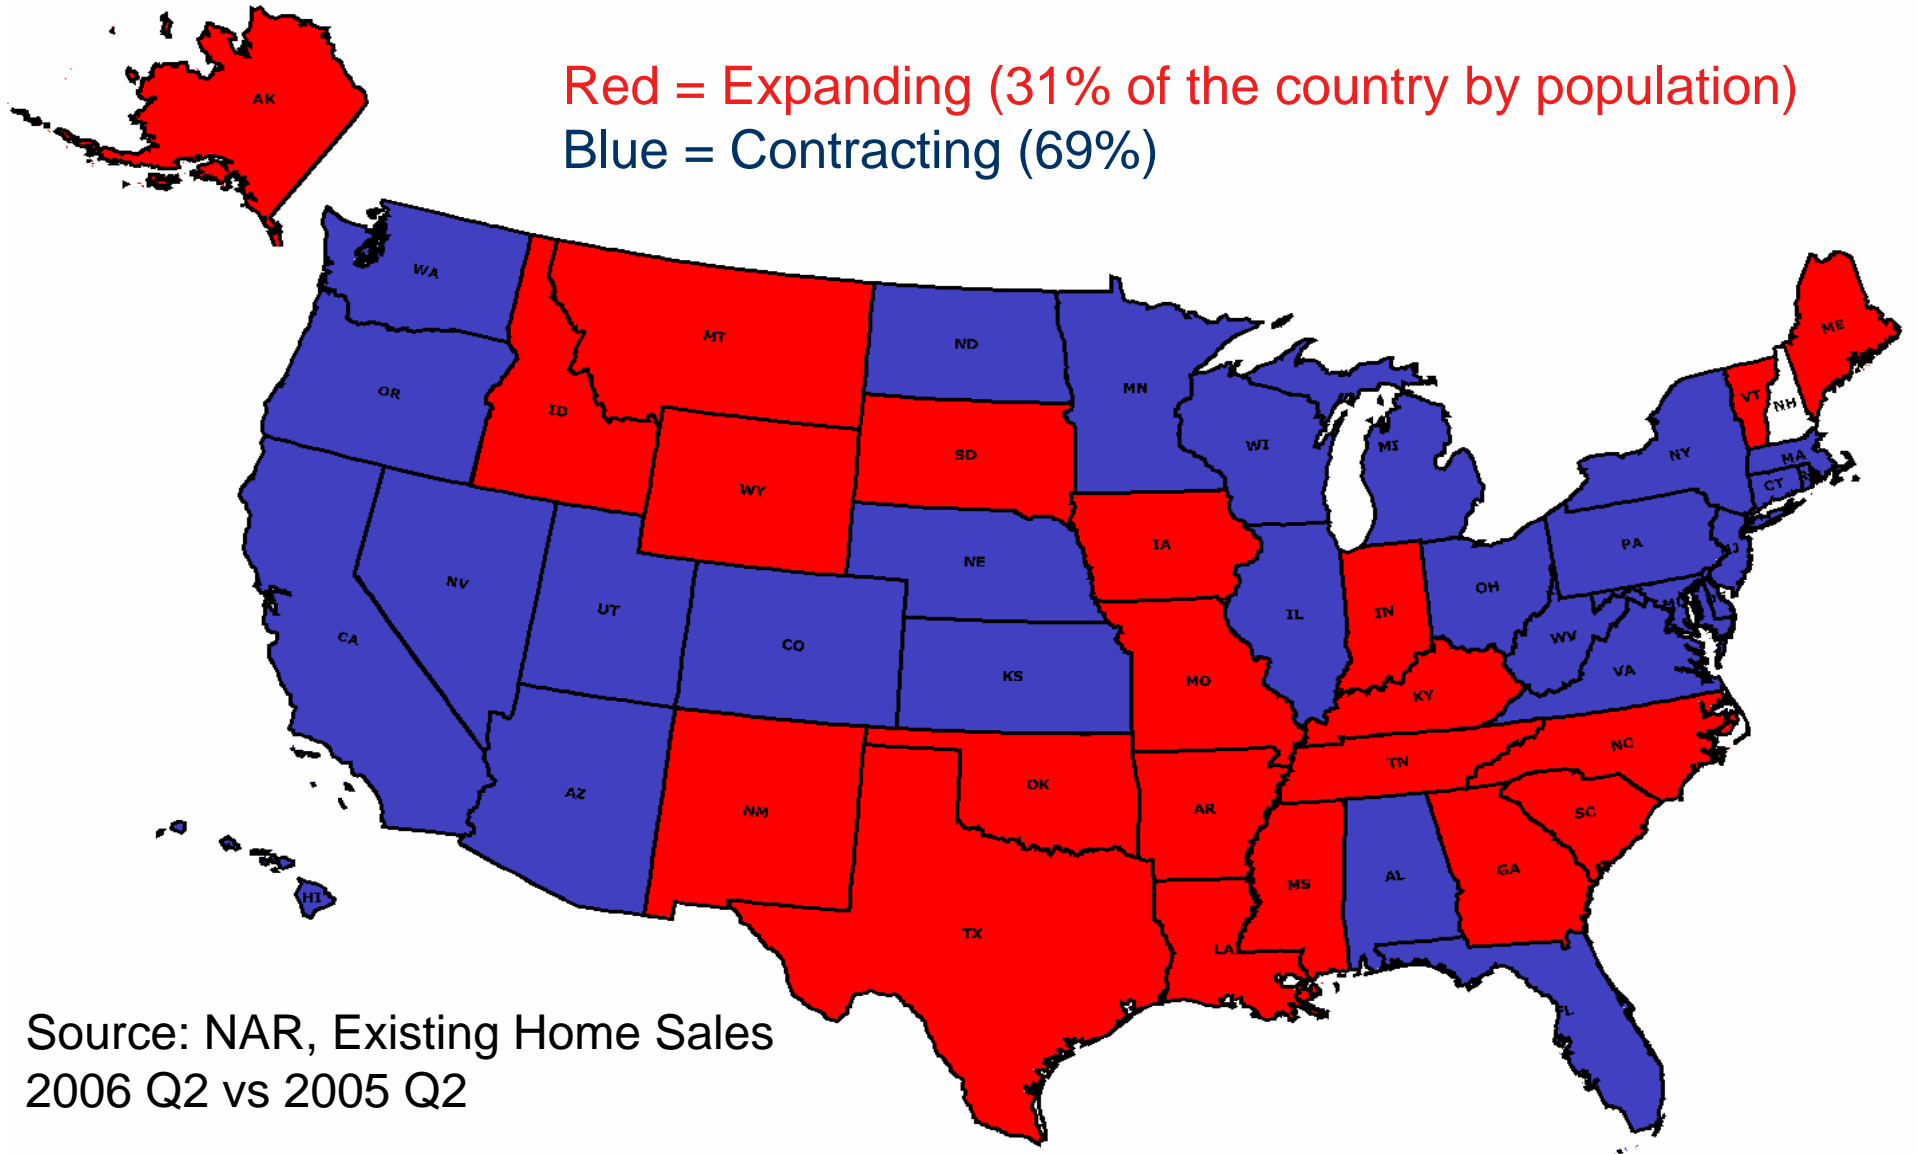 Red = Expanding (31% of the country by population)
Blue = Contracting (69%)
AK
WA
MT
ND
MN
ME
OR
ID
VT
NH
WI
MI
NY
MA
SD
WY
CT
IA
PA
NE
NV
UT
OH
IL
IN
CA
CO
WV
KS
MO
VA
KY
NC
TN
AZ
NM
OK
AR
SC
GA
MS
AL
HI
TX
LA
FL
Source: NAR, Existing Home Sales
2006 Q2 vs 2005 Q2